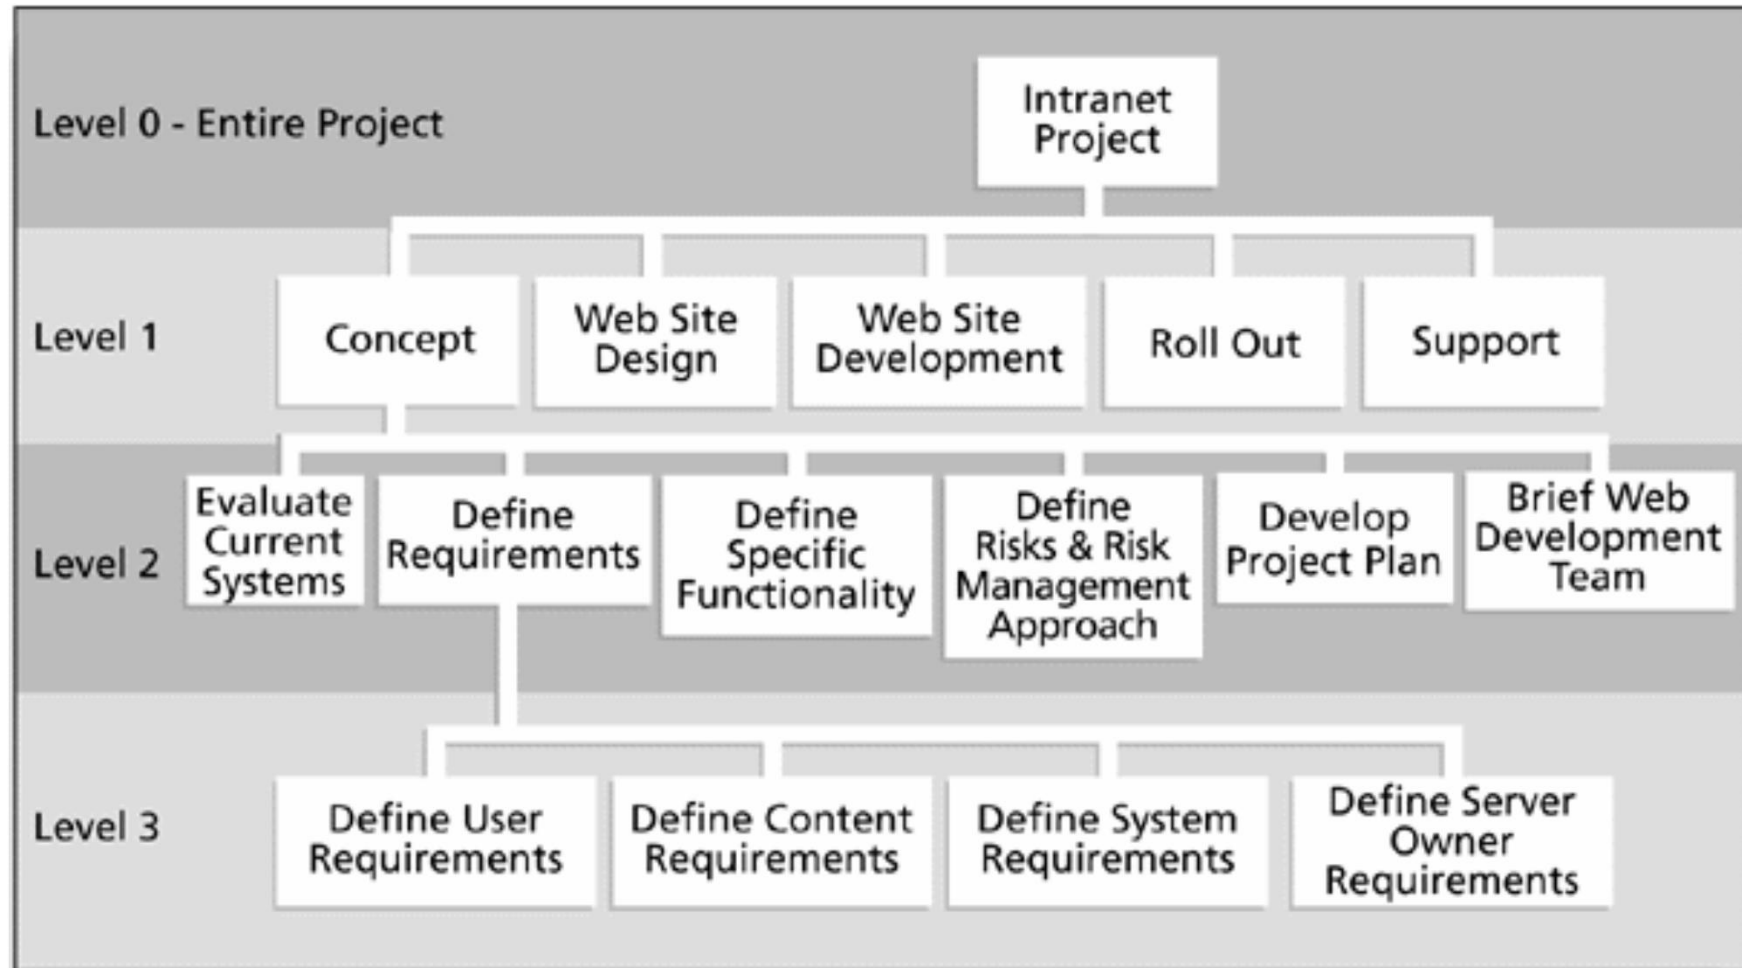 Level 0 - Entire Project
Intranet
Project
Level 1
Concept
Web Site
Design
Web Site
Development
Roll Out
Support
Level 2
Evaluate
Current
Systems
Define
Requirements
Define
Specific
Functionality
Define
Risks & Risk
Management
Approach
Develop
Project Plan
Brief Web
Development
Team
Level 3
Define User
Requirements
Define Content
Requirements
Define System
Requirements
Define Server
Owner
Requirements